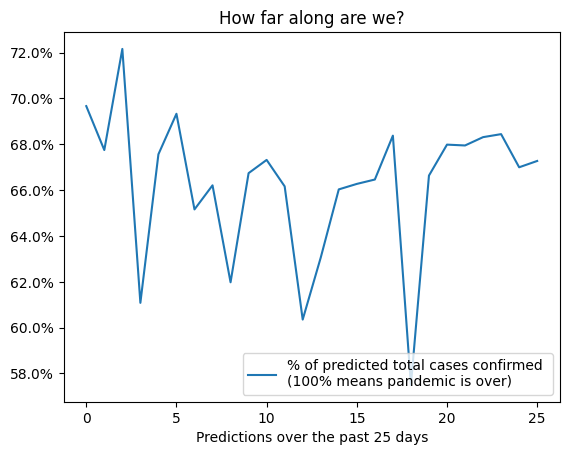 How far along are we?
72.0%
70.0%
68.0%
66.0%
64.0%
62.0%
60.0%
58.0%
% of predicted total cases confirmed
(100% means pandemic is over)
0 5 10 15 20 25
Predictions over the past 25 days